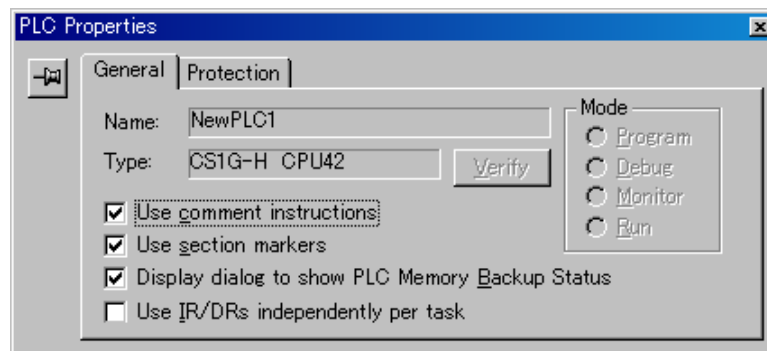 PLC Properties
General Protection
Name: NewPLC1
Type: CS1G-H CPU42 Verify
Use comment instructions
Use section markers
Display dialog to show PLC Memory Backup Status
Use IR/DRs independently per task
Mode
Program
Debug
Monitor
Run